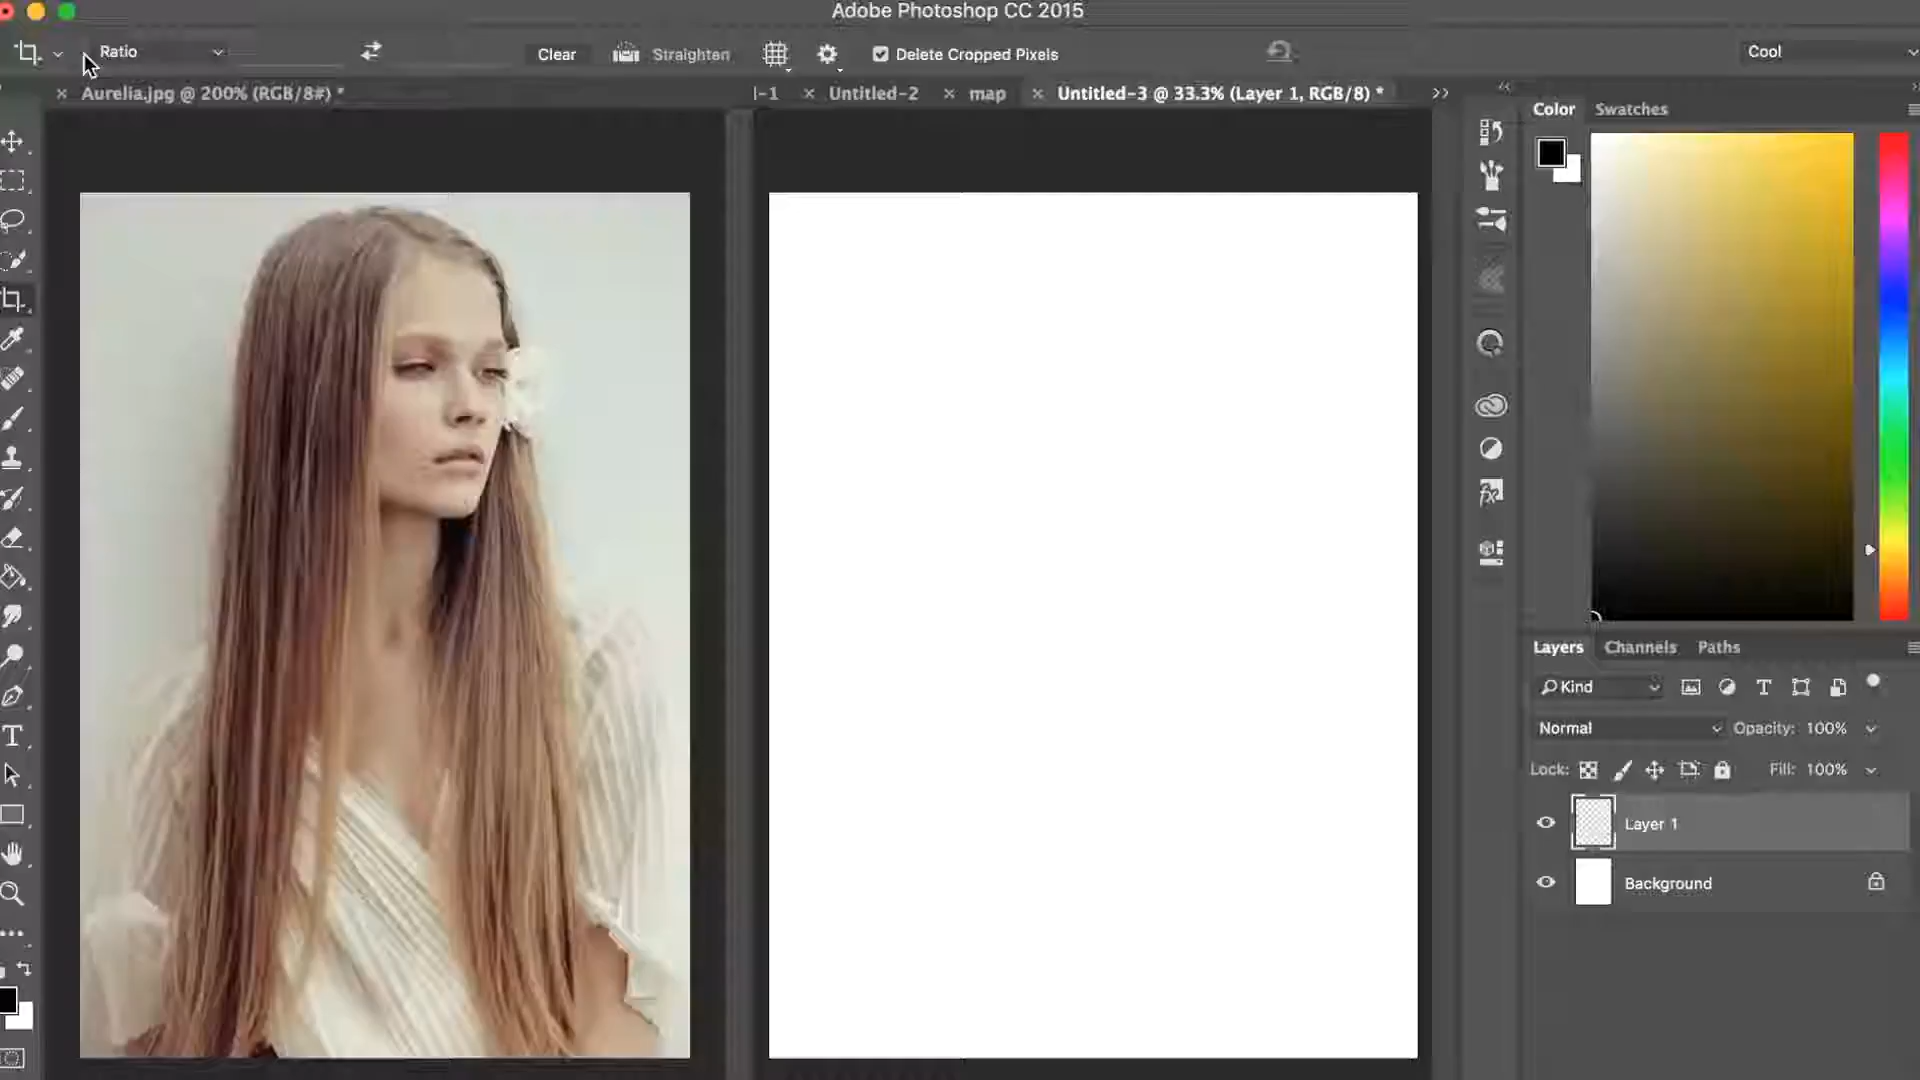 Adobe Photoshop CC 2015
Ratio Clear Straighten Delete Cropped Pixels Cool
× Aurelia.jpg @ 200% (RGB/8#) * l-1 × Untitled-2 × map × Untitled-3 @ 33.3% (Layer 1, RGB/8) * >>
Color Swatches
Layers Channels Paths
Kind
Normal Opacity: 100%
Lock: Fill: 100%
Layer 1
Background